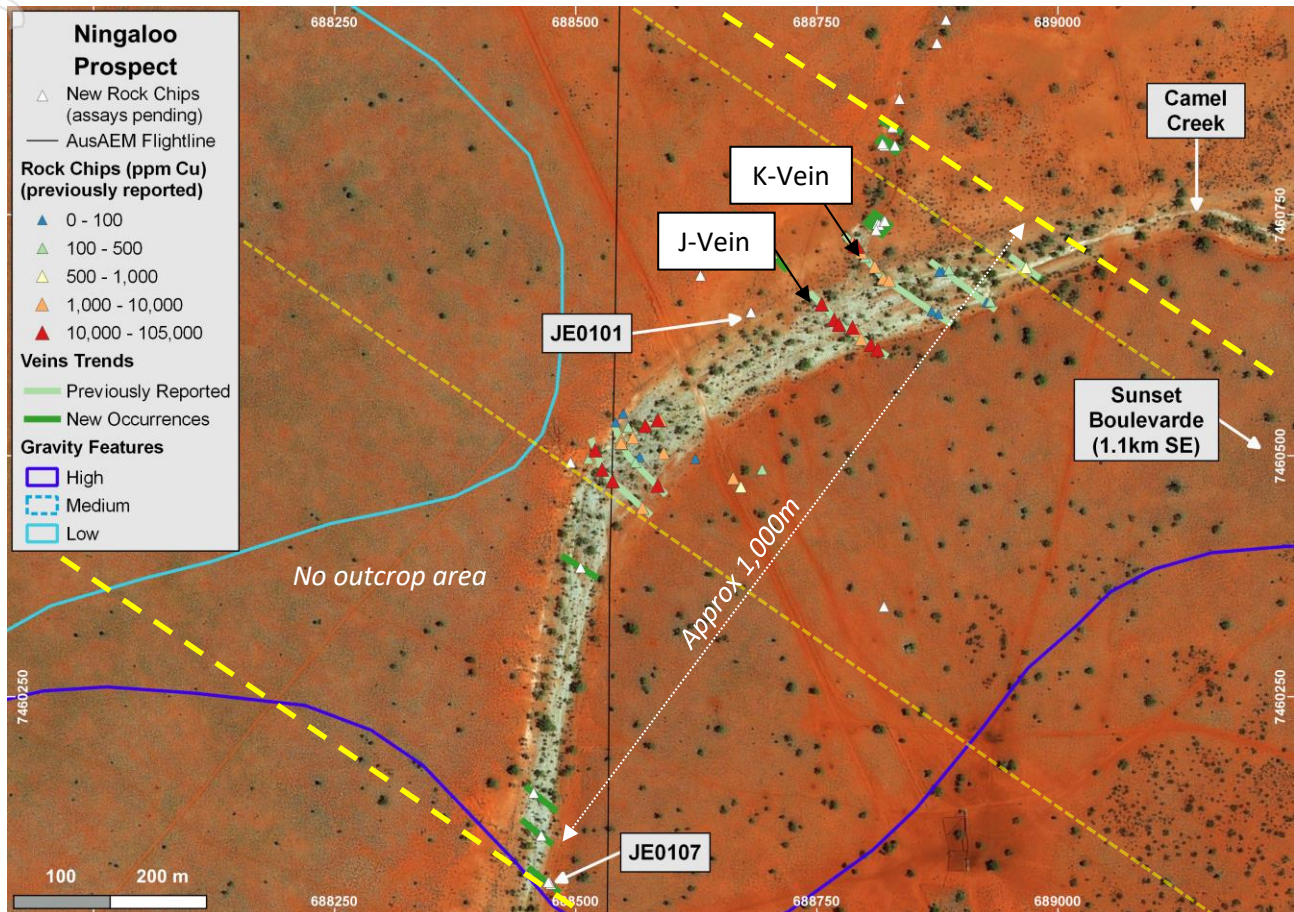 688250
688500
688750
689000
Ningaloo
Prospect
New Rock Chips
(assays pending)
AusAEM Flightline
Rock Chips (ppm Cu)
(previously reported)
0 - 100
100 - 500
500 - 1,000
1,000 - 10,000
10,000 - 105,000
Veins Trends
Previously Reported
New Occurrences
Gravity Features
High
Medium
Low
Camel
Creek
K-Vein
J-Vein
7460750
JE0101
Sunset
Boulevarde
(1.1km SE)
7460500
No outcrop area
Approx 1,000m
7460250
7460250
JE0107
100
200 m
688250
688500
688750
689000